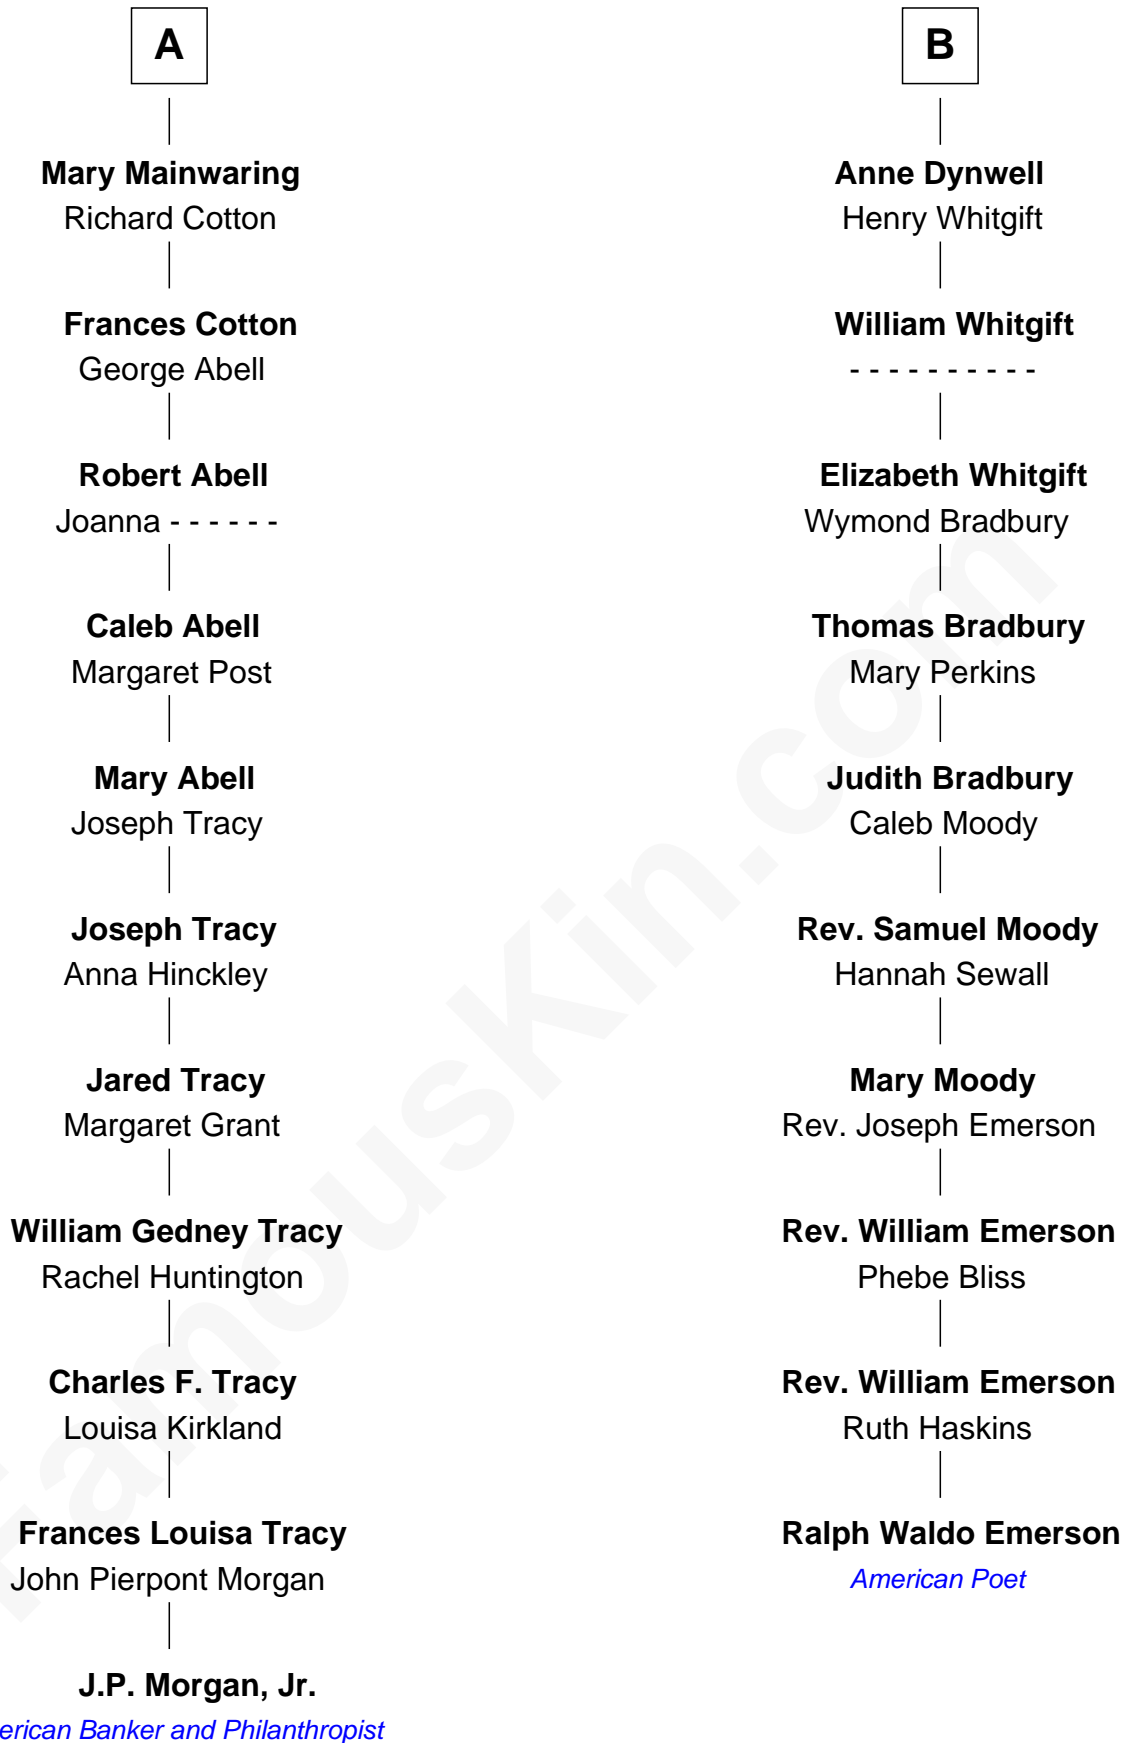 A
Mary Mainwaring
Richard Cotton
Frances Cotton
George Abell
Robert Abell
Joanna - - - - - -
Caleb Abell
Margaret Post
Mary Abell
Joseph Tracy
Joseph Tracy
Anna Hinckley
Jared Tracy
Margaret Grant
William Gedney Tracy
Rachel Huntington
Charles F. Tracy
Louisa Kirkland
Frances Louisa Tracy
John Pierpont Morgan
J.P. Morgan, Jr.
erican Banker and Philanthropist
B
Anne Dynwell
Henry Whitgift
William Whitgift
- - - - - - - - - -
Elizabeth Whitgift
Wymond Bradbury
Thomas Bradbury
Mary Perkins
Judith Bradbury
Caleb Moody
Rev. Samuel Moody
Hannah Sewall
Mary Moody
Rev. Joseph Emerson
Rev. William Emerson
Phebe Bliss
Rev. William Emerson
Ruth Haskins
Ralph Waldo Emerson
American Poet
FamousKin.com